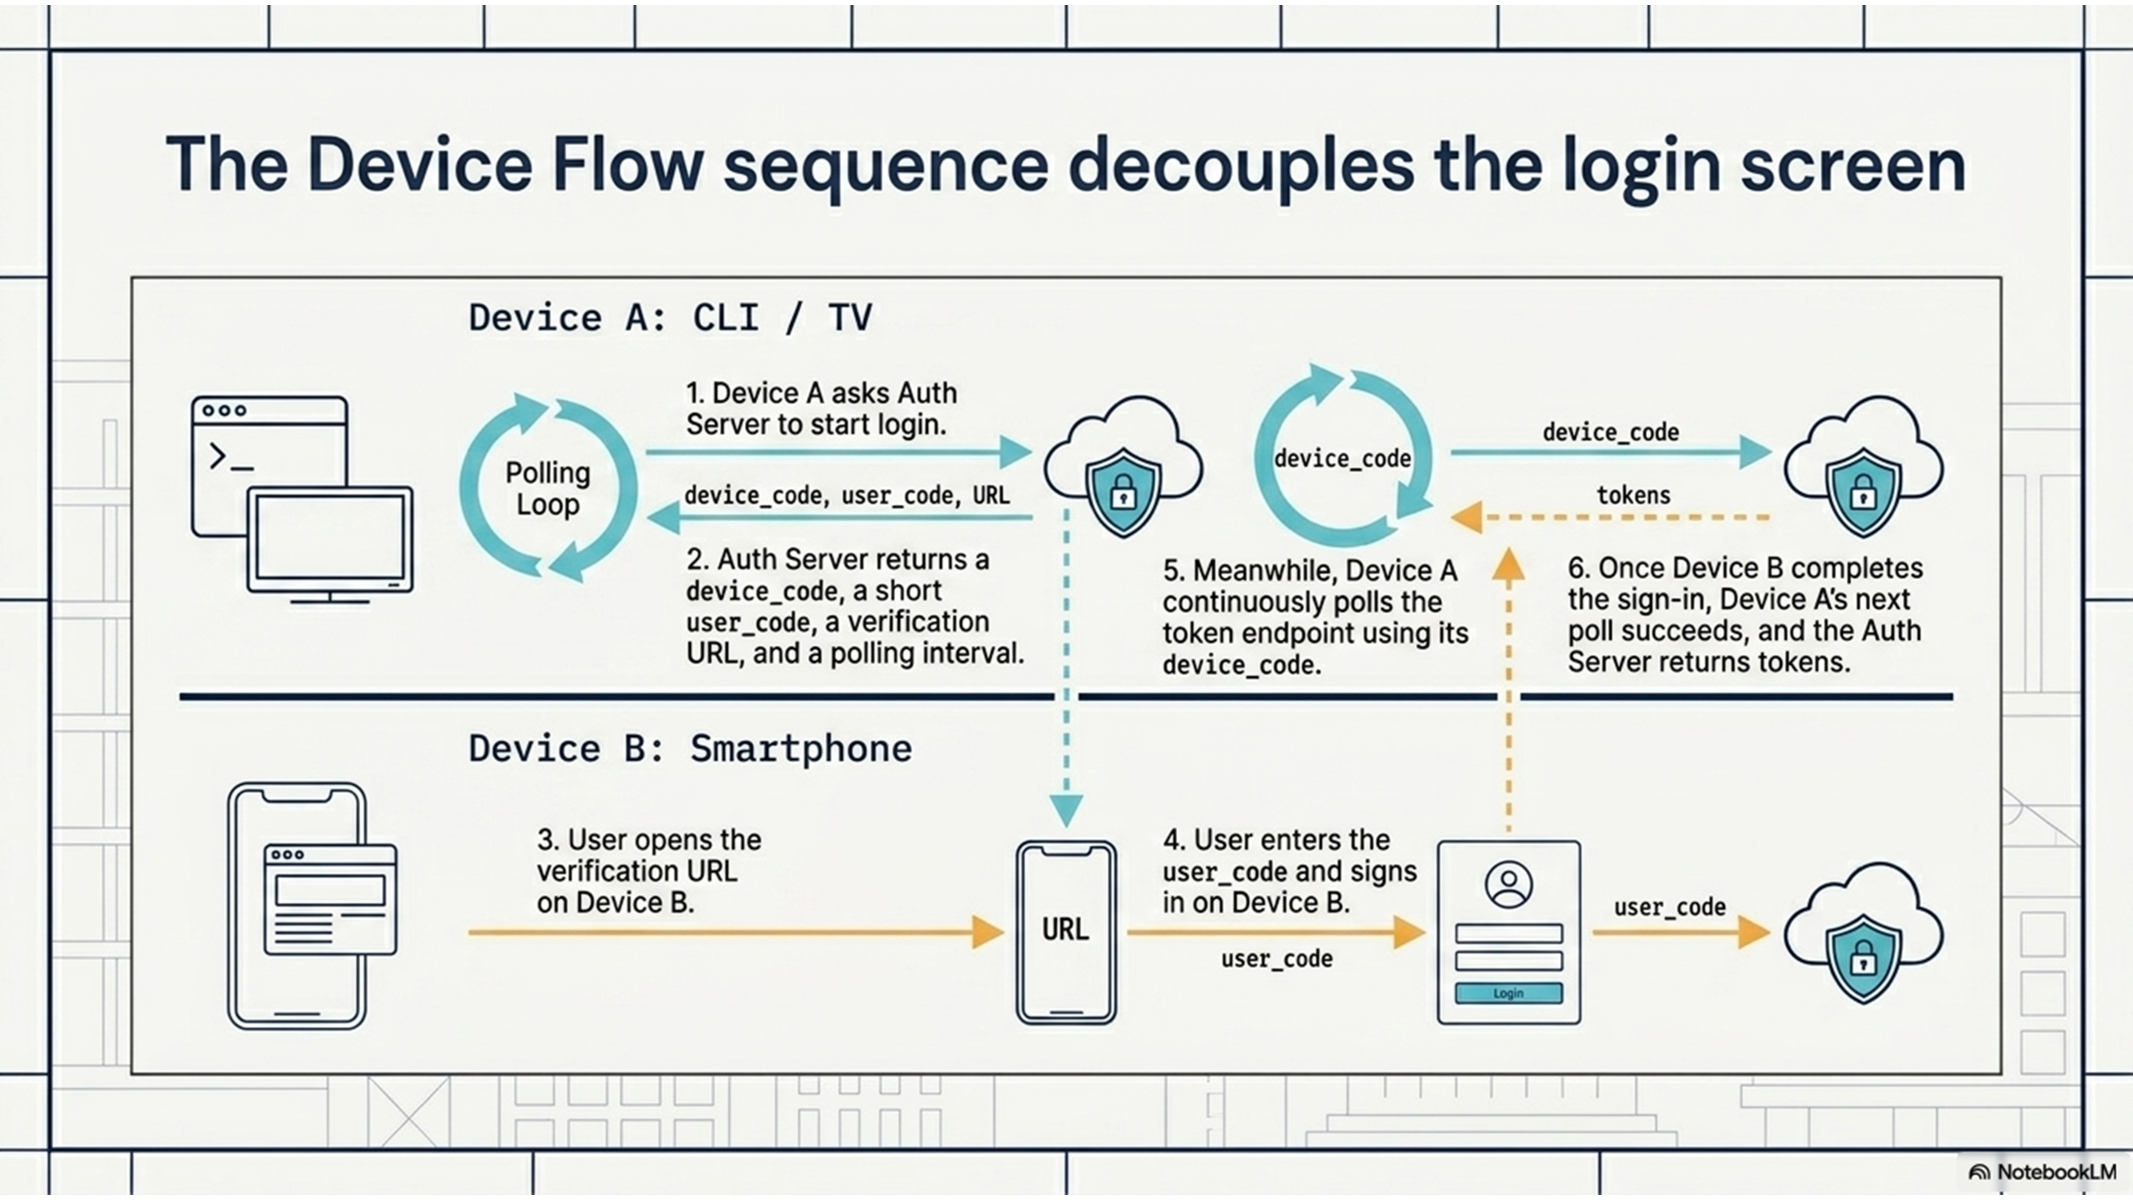 The Device Flow sequence decouples the login screen
Device A: CLI / TV
>_
Polling
Loop
1. Device A asks Auth
Server to start login.
device_code, user_code, URL
2. Auth Server returns a
device_code, a short
user_code, a verification
URL, and a polling interval.
device_code
5. Meanwhile, Device A
continuously polls the
token endpoint using its
device_code.
device_code
tokens
6. Once Device B completes
the sign-in, Device A's next
poll succeeds, and the Auth
Server returns tokens.
Device B: Smartphone
3. User opens the
verification URL
on Device B.
URL
4. User enters the
user_code and signs
in on Device B.
user_code
Login
user_code
NotebookLM